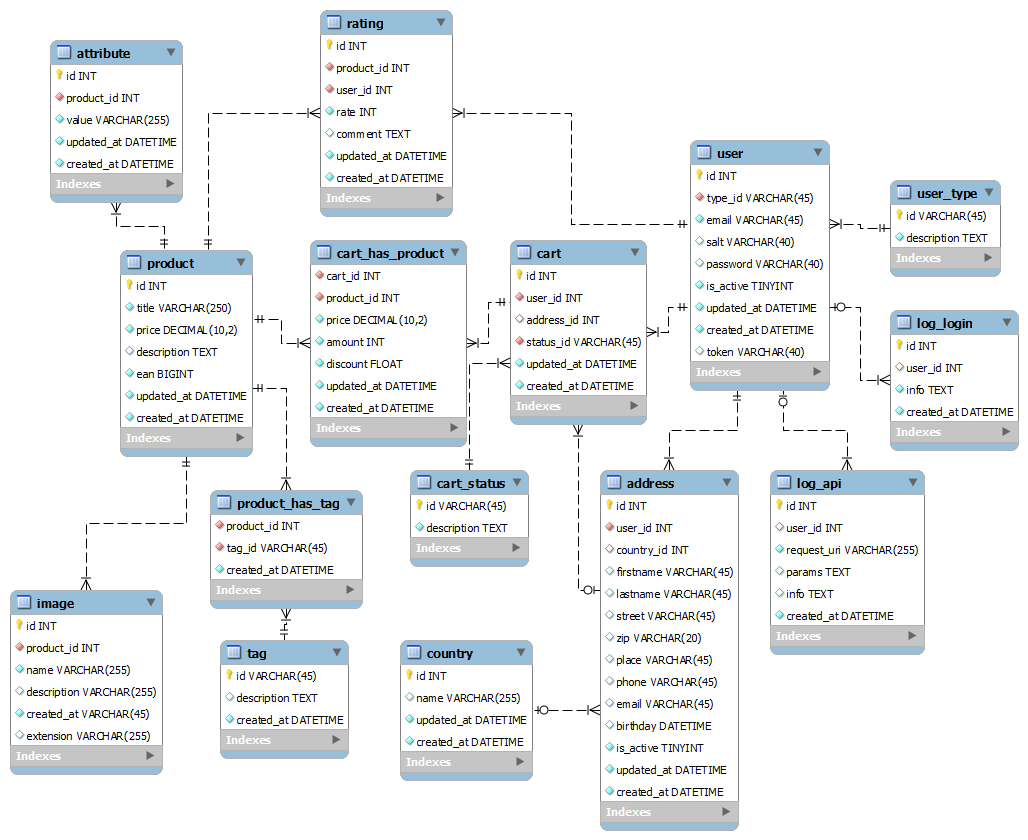 rating
id INT
product_id INT
user_id INT
rate INT
comment TEXT
updated_at DATETIME
created_at DATETIME
Indexes
attribute
id INT
product_id INT
value VARCHAR(255)
updated_at DATETIME
created_at DATETIME
Indexes
user
id INT
type_id VARCHAR(45)
email VARCHAR(45)
salt VARCHAR(40)
password VARCHAR(40)
is_active TINYINT
updated_at DATETIME
created_at DATETIME
token VARCHAR(40)
Indexes
user_type
id VARCHAR(45)
description TEXT
Indexes
product
id INT
title VARCHAR(250)
price DECIMAL(10,2)
description TEXT
ean BIGINT
updated_at DATETIME
created_at DATETIME
Indexes
cart_has_product
cart_id INT
product_id INT
price DECIMAL(10,2)
amount INT
discount FLOAT
updated_at DATETIME
created_at DATETIME
Indexes
cart
id INT
user_id INT
address_id INT
status_id VARCHAR(45)
updated_at DATETIME
created_at DATETIME
Indexes
log_login
id INT
user_id INT
info TEXT
created_at DATETIME
Indexes
product_has_tag
product_id INT
tag_id VARCHAR(45)
created_at DATETIME
Indexes
cart_status
id VARCHAR(45)
description TEXT
Indexes
address
id INT
user_id INT
country_id INT
firstname VARCHAR(45)
lastname VARCHAR(45)
street VARCHAR(45)
zip VARCHAR(20)
place VARCHAR(45)
phone VARCHAR(45)
email VARCHAR(45)
birthday DATETIME
is_active TINYINT
updated_at DATETIME
created_at DATETIME
Indexes
log_api
id INT
user_id INT
request_uri VARCHAR(255)
params TEXT
info TEXT
created_at DATETIME
Indexes
image
id INT
product_id INT
name VARCHAR(255)
description VARCHAR(255)
created_at VARCHAR(45)
extension VARCHAR(255)
Indexes
tag
id VARCHAR(45)
description TEXT
created_at DATETIME
Indexes
country
id INT
name VARCHAR(255)
updated_at DATETIME
created_at DATETIME
Indexes